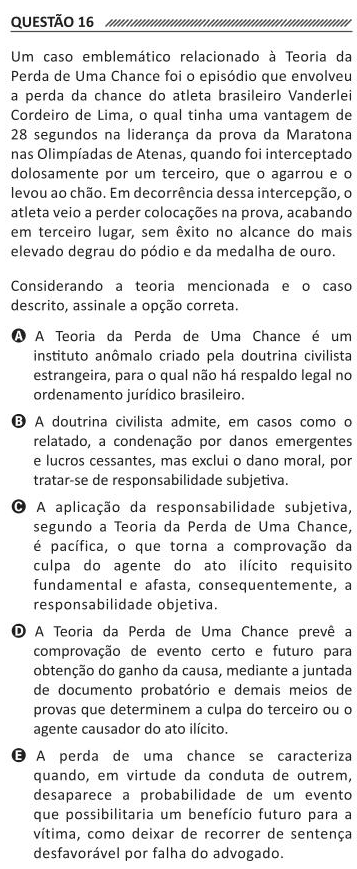 QUESTÃO 16
Um caso emblemático relacionado à Teoria da
Perda de Uma Chance foi o episódio que envolveu
a perda da chance do atleta brasileiro Vanderlei
Cordeiro de Lima, o qual tinha uma vantagem de
28 segundos na liderança da prova da Maratona
nas Olimpíadas de Atenas, quando foi interceptado
dolosamente por um terceiro, que o agarrou e o
levou ao chão. Em decorrência dessa intercepção, o
atleta veio a perder colocações na prova, acabando
em terceiro lugar, sem êxito no alcance do mais
elevado degrau do pódio e da medalha de ouro.
Considerando a teoria mencionada e o caso
descrito, assinale a opção correta.
A A Teoria da Perda de Uma Chance é um
instituto anômalo criado pela doutrina civilista
estrangeira, para o qual não há respaldo legal no
ordenamento jurídico brasileiro.
B A doutrina civilista admite, em casos como o
relatado, a condenação por danos emergentes
e lucros cessantes, mas exclui o dano moral, por
tratar-se de responsabilidade subjetiva.
C A aplicação da responsabilidade subjetiva,
segundo a Teoria da Perda de Uma Chance,
é pacífica, o que torna a comprovação da
culpa do agente do ato ilícito requisito
fundamental e afasta, consequentemente, a
responsabilidade objetiva.
D A Teoria da Perda de Uma Chance prevê a
comprovação de evento certo e futuro para
obtenção do ganho da causa, mediante a juntada
de documento probatório e demais meios de
provas que determinem a culpa do terceiro ou o
agente causador do ato ilícito.
E A perda de uma chance se caracteriza
quando, em virtude da conduta de outrem,
desaparece a probabilidade de um evento
que possibilitaria um benefício futuro para a
vítima, como deixar de recorrer de sentença
desfavorável por falha do advogado.